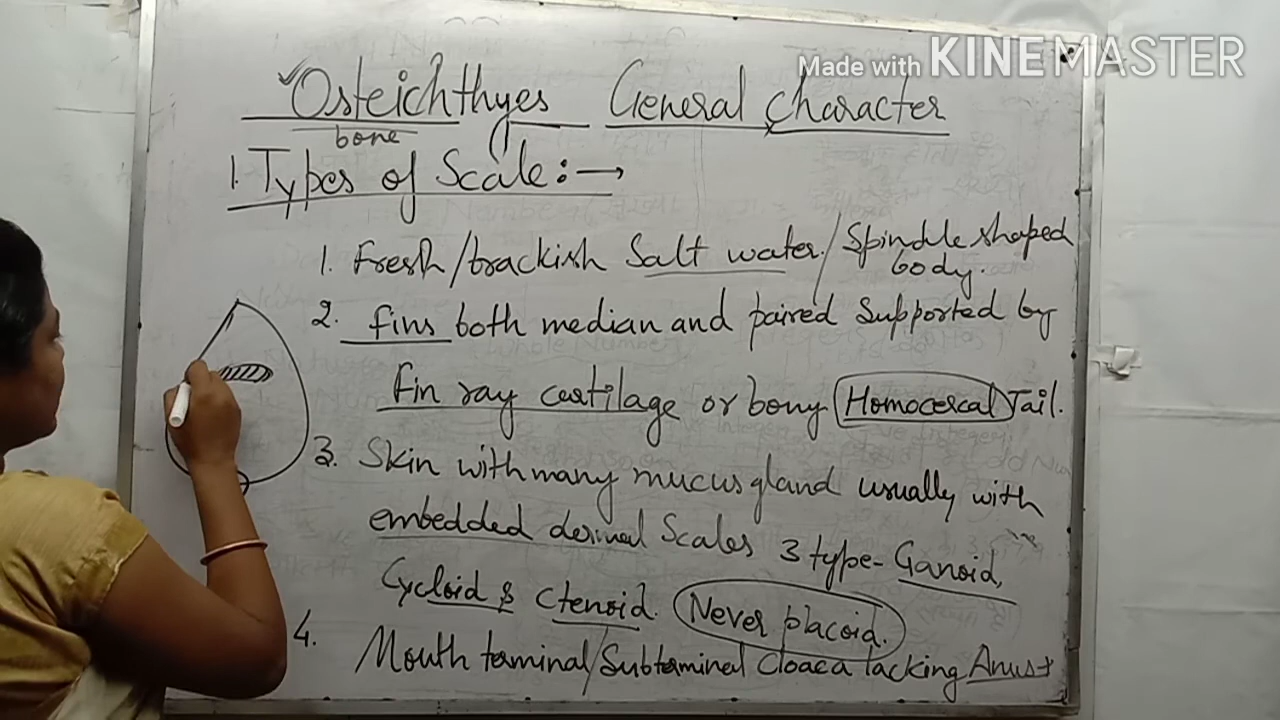 Made with KINEMASTER
Osteichthyes General Character
bone
1. Types of Scale:→
1. Fresh/brackish Salt water/Spindle shaped
body.
2. fins both median and paired Supported by
Fin ray cartilage or bony. Homocercal Tail.
3. Skin with many mucus gland usually with
embedded dermal Scales 3 type- Ganoid,
Cycloid & Ctenoid. Never placoid.
4. Mouth terminal/Subterminal Cloaca lacking Anus+